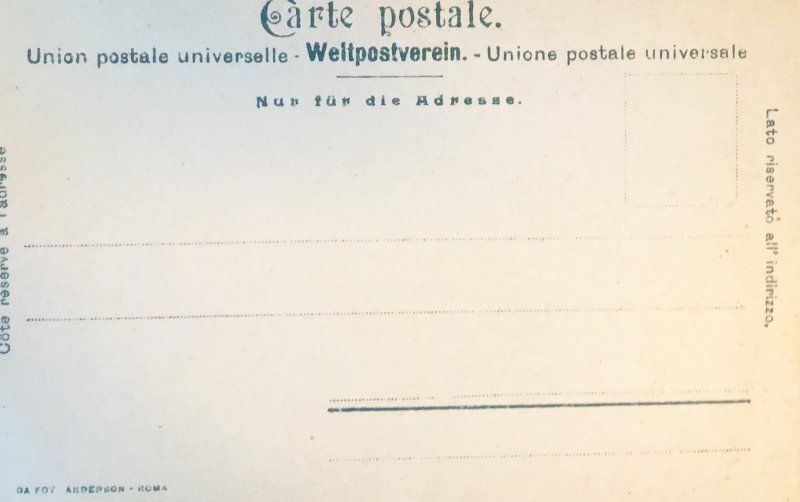 Carte postale.
Union postale universelle - Weltpostverein. - Unione postale universale
Nur für die Adresse.
Côté réservé à l'adresse
Lato riservato all' indirizzo.
DA FOT. ANDERSON - ROMA